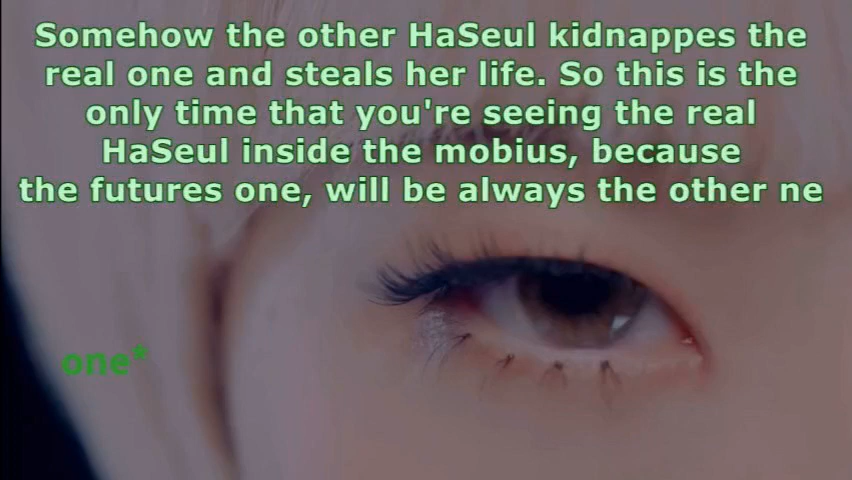 Somehow the other HaSeul kidnappes the
real one and steals her life. So this is the
only time that you're seeing the real
HaSeul inside the mobius, because
the futures one, will be always the other ne
one*